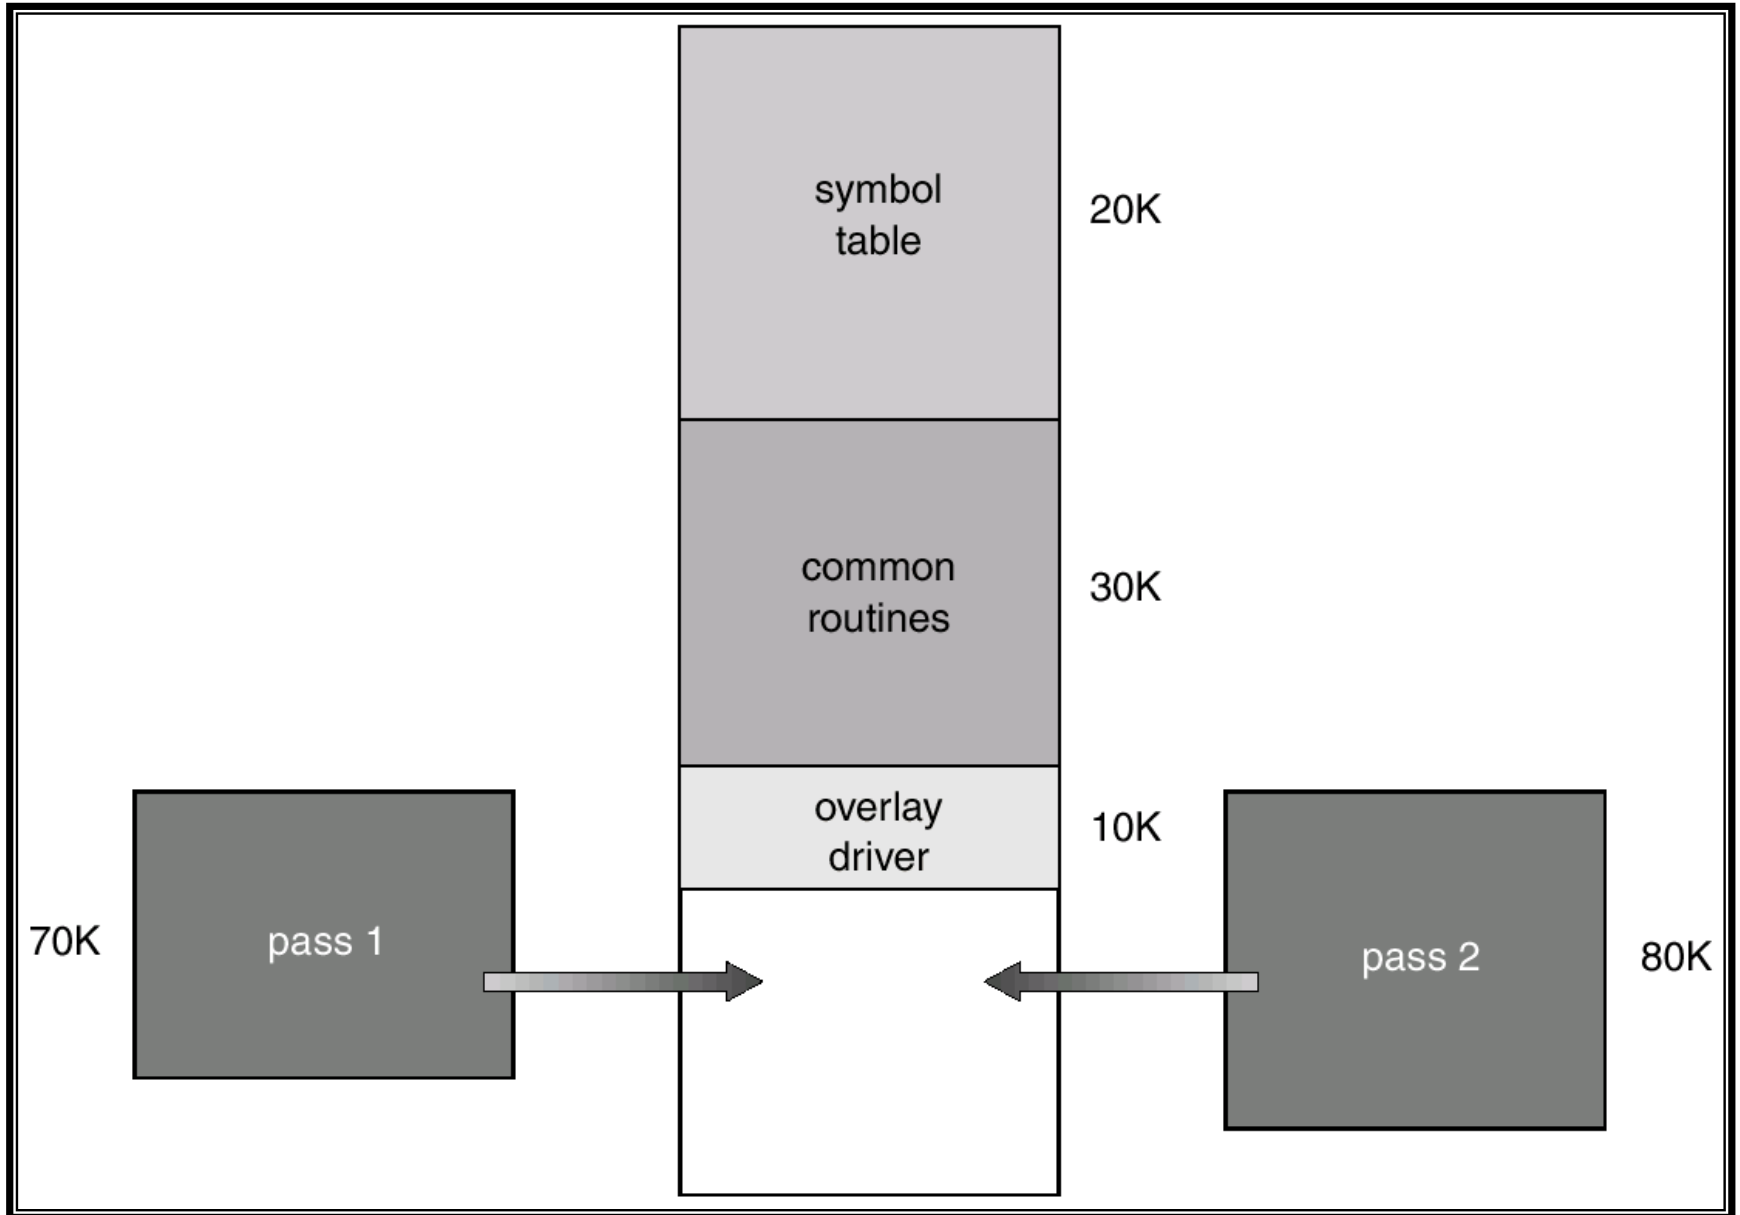 symbol
table
20K
common
routines
30K
overlay
driver
10K
70K
pass 1
pass 2
80K